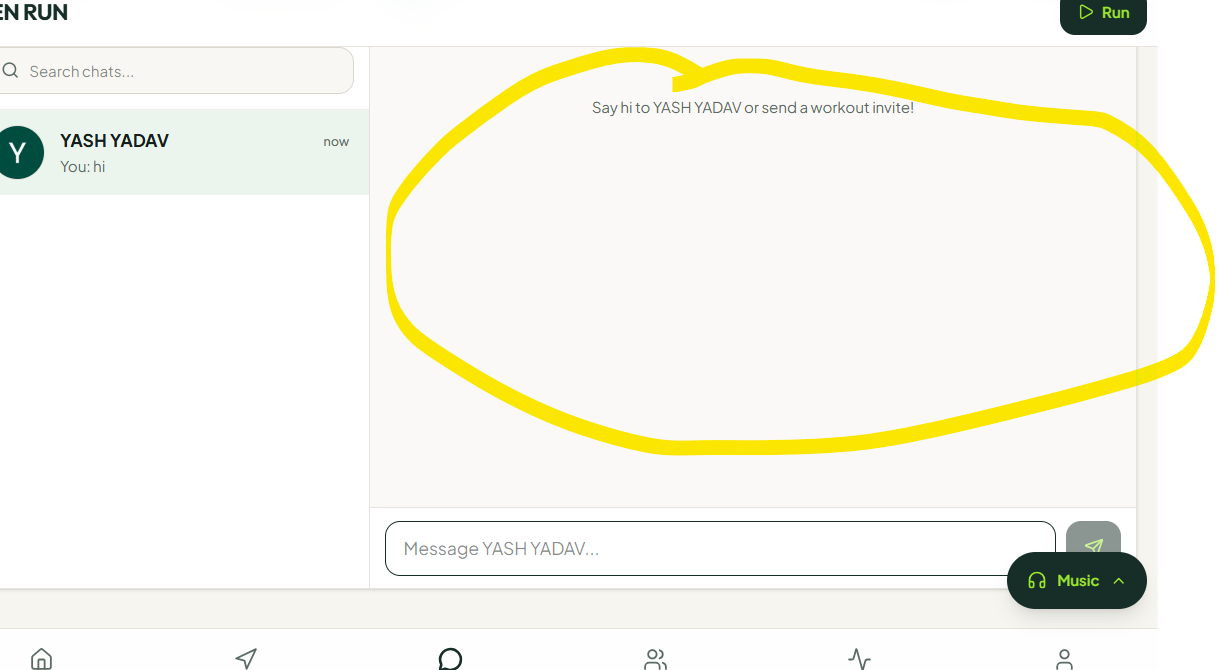 EN RUN
Run
Search chats...
Y
YASH YADAV
now
You: hi
Say hi to YASH YADAV or send a workout invite!
Message YASH YADAV...
Music